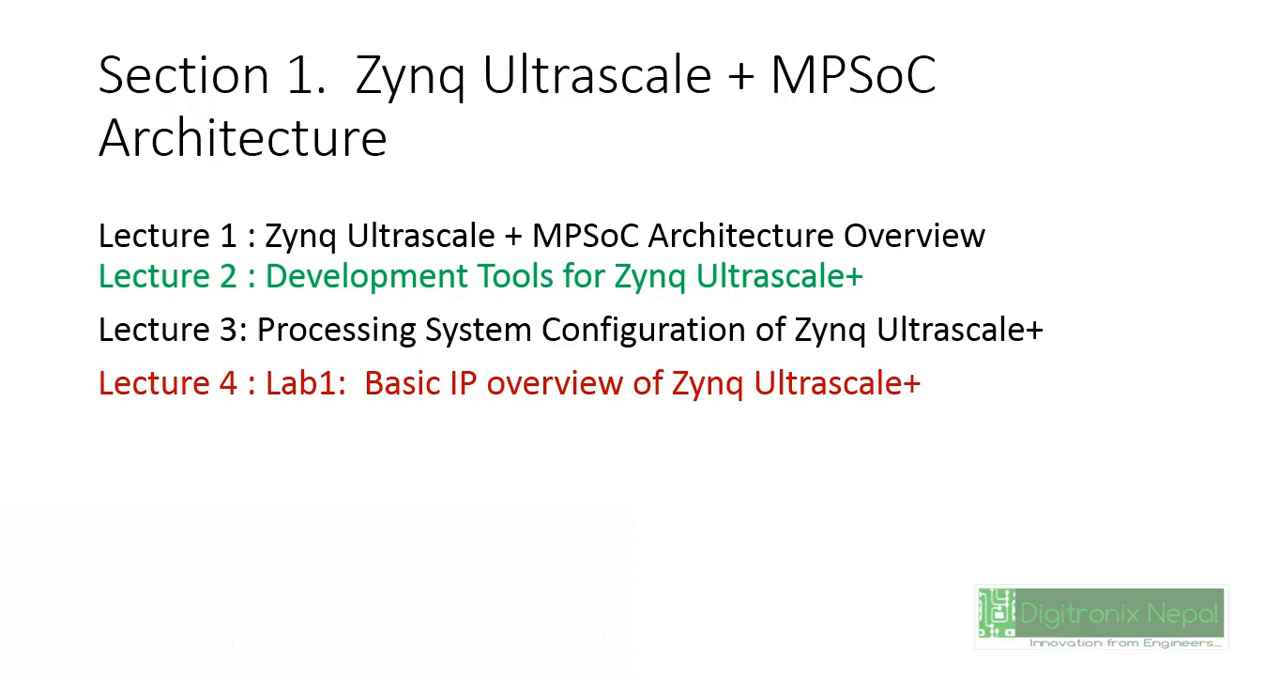 Section 1. Zynq Ultrascale + MPSoC
Architecture
Lecture 1 : Zynq Ultrascale + MPSoC Architecture Overview
Lecture 2 : Development Tools for Zynq Ultrascale+
Lecture 3: Processing System Configuration of Zynq Ultrascale+
Lecture 4 : Lab1: Basic IP overview of Zynq Ultrascale+
Digitronix Nepal
Innovation from Engineers...